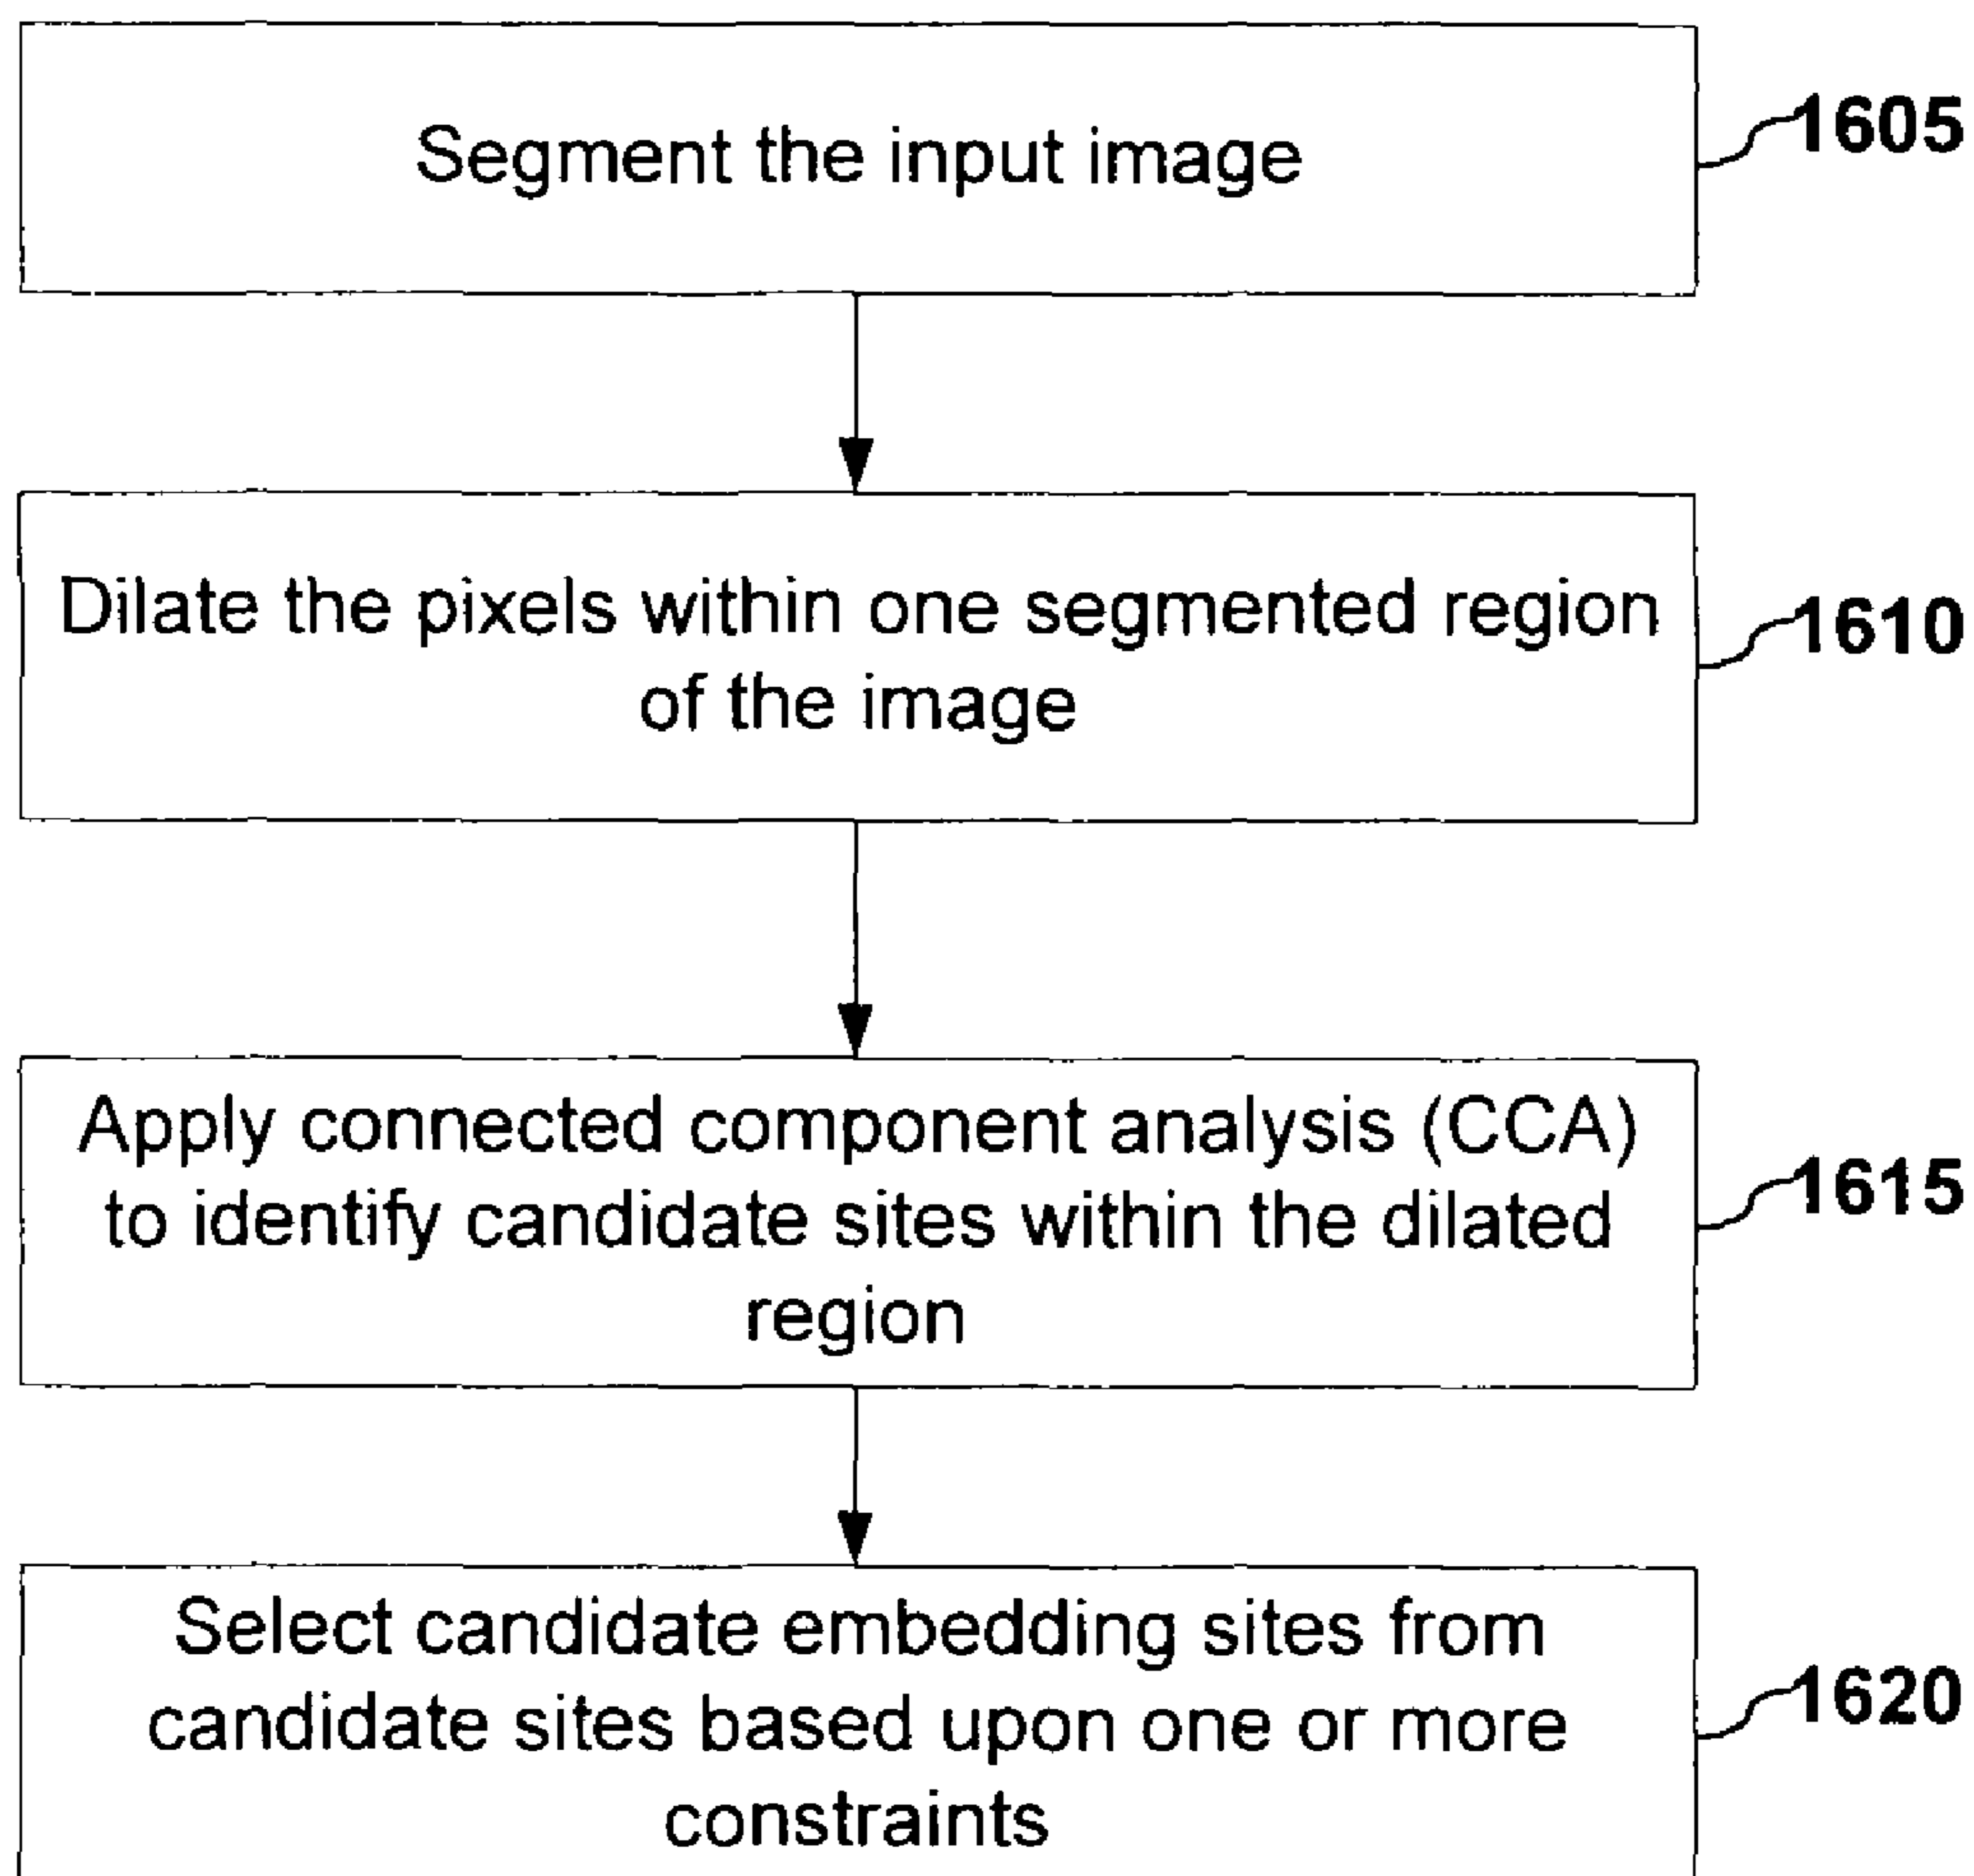 Segment the input image
1605
Dilate the pixels within one segmented region
of the image
1610
Apply connected component analysis (CCA)
to identify candidate sites within the dilated
region
1615
Select candidate embedding sites from
candidate sites based upon one or more
constraints
1620